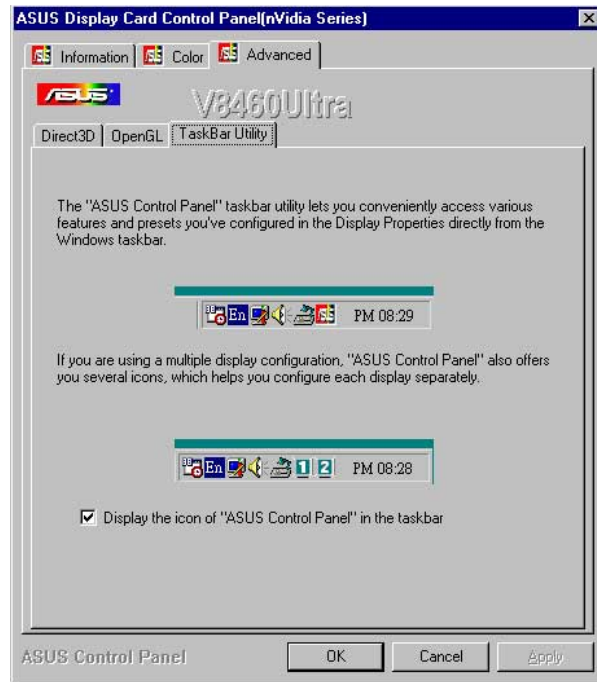 ASUS Display Card Control Panel(nVidia Series)
Information Color Advanced
ASUS
V8460Ultra
Direct3D OpenGL TaskBar Utility
The "ASUS Control Panel" taskbar utility lets you conveniently access various
features and presets you've configured in the Display Properties directly from the
Windows taskbar.
En PM 08:29
If you are using a multiple display configuration, "ASUS Control Panel" also offers
you several icons, which helps you configure each display separately.
En 1 2 PM 08:28
Display the icon of "ASUS Control Panel" in the taskbar
ASUS Control Panel OK Cancel Apply